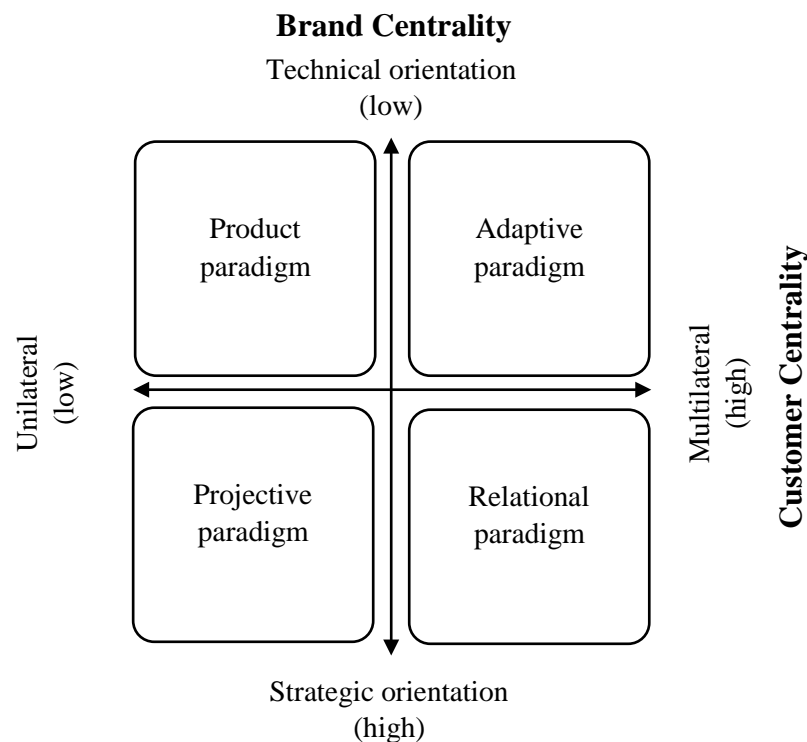 Brand Centrality
Technical orientation
(low)
Product
paradigm
Adaptive
paradigm
Unilateral
(low)
Multilateral
(high)
Customer Centrality
Projective
paradigm
Relational
paradigm
Strategic orientation
(high)